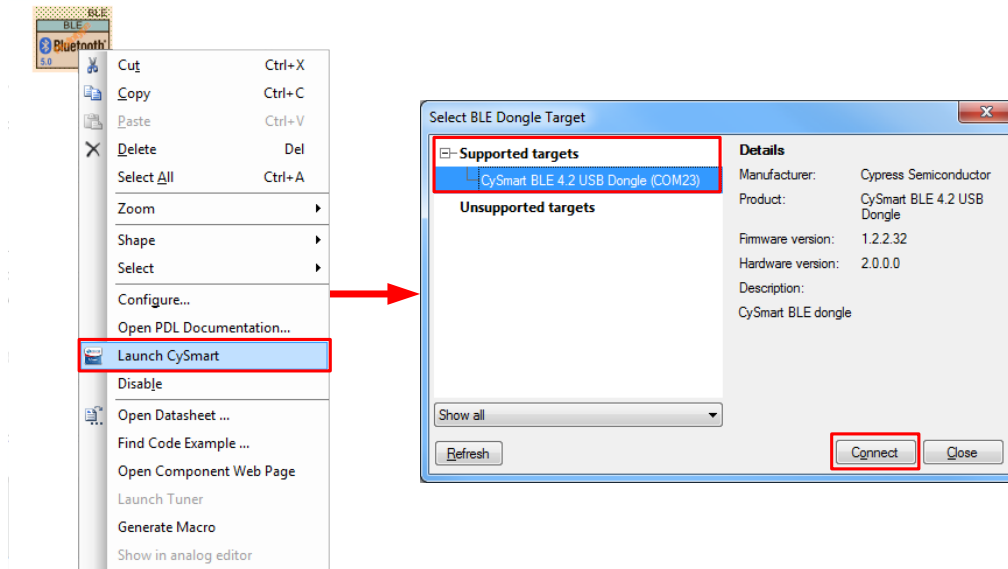 BLE
BLE
Bluetooth
5.0
Cut Ctrl+X
Copy Ctrl+C
Paste Ctrl+V
Delete Del
Select All Ctrl+A
Zoom
Shape
Select
Configure...
Open PDL Documentation...
Launch CySmart
Disable
Open Datasheet ...
Find Code Example ...
Open Component Web Page
Launch Tuner
Generate Macro
Show in analog editor
Select BLE Dongle Target
Supported targets
CySmart BLE 4.2 USB Dongle (COM23)
Unsupported targets
Show all
Refresh
Details
Manufacturer: Cypress Semiconductor
Product: CySmart BLE 4.2 USB
Dongle
Firmware version: 1.2.2.32
Hardware version: 2.0.0.0
Description:
CySmart BLE dongle
Connect Close